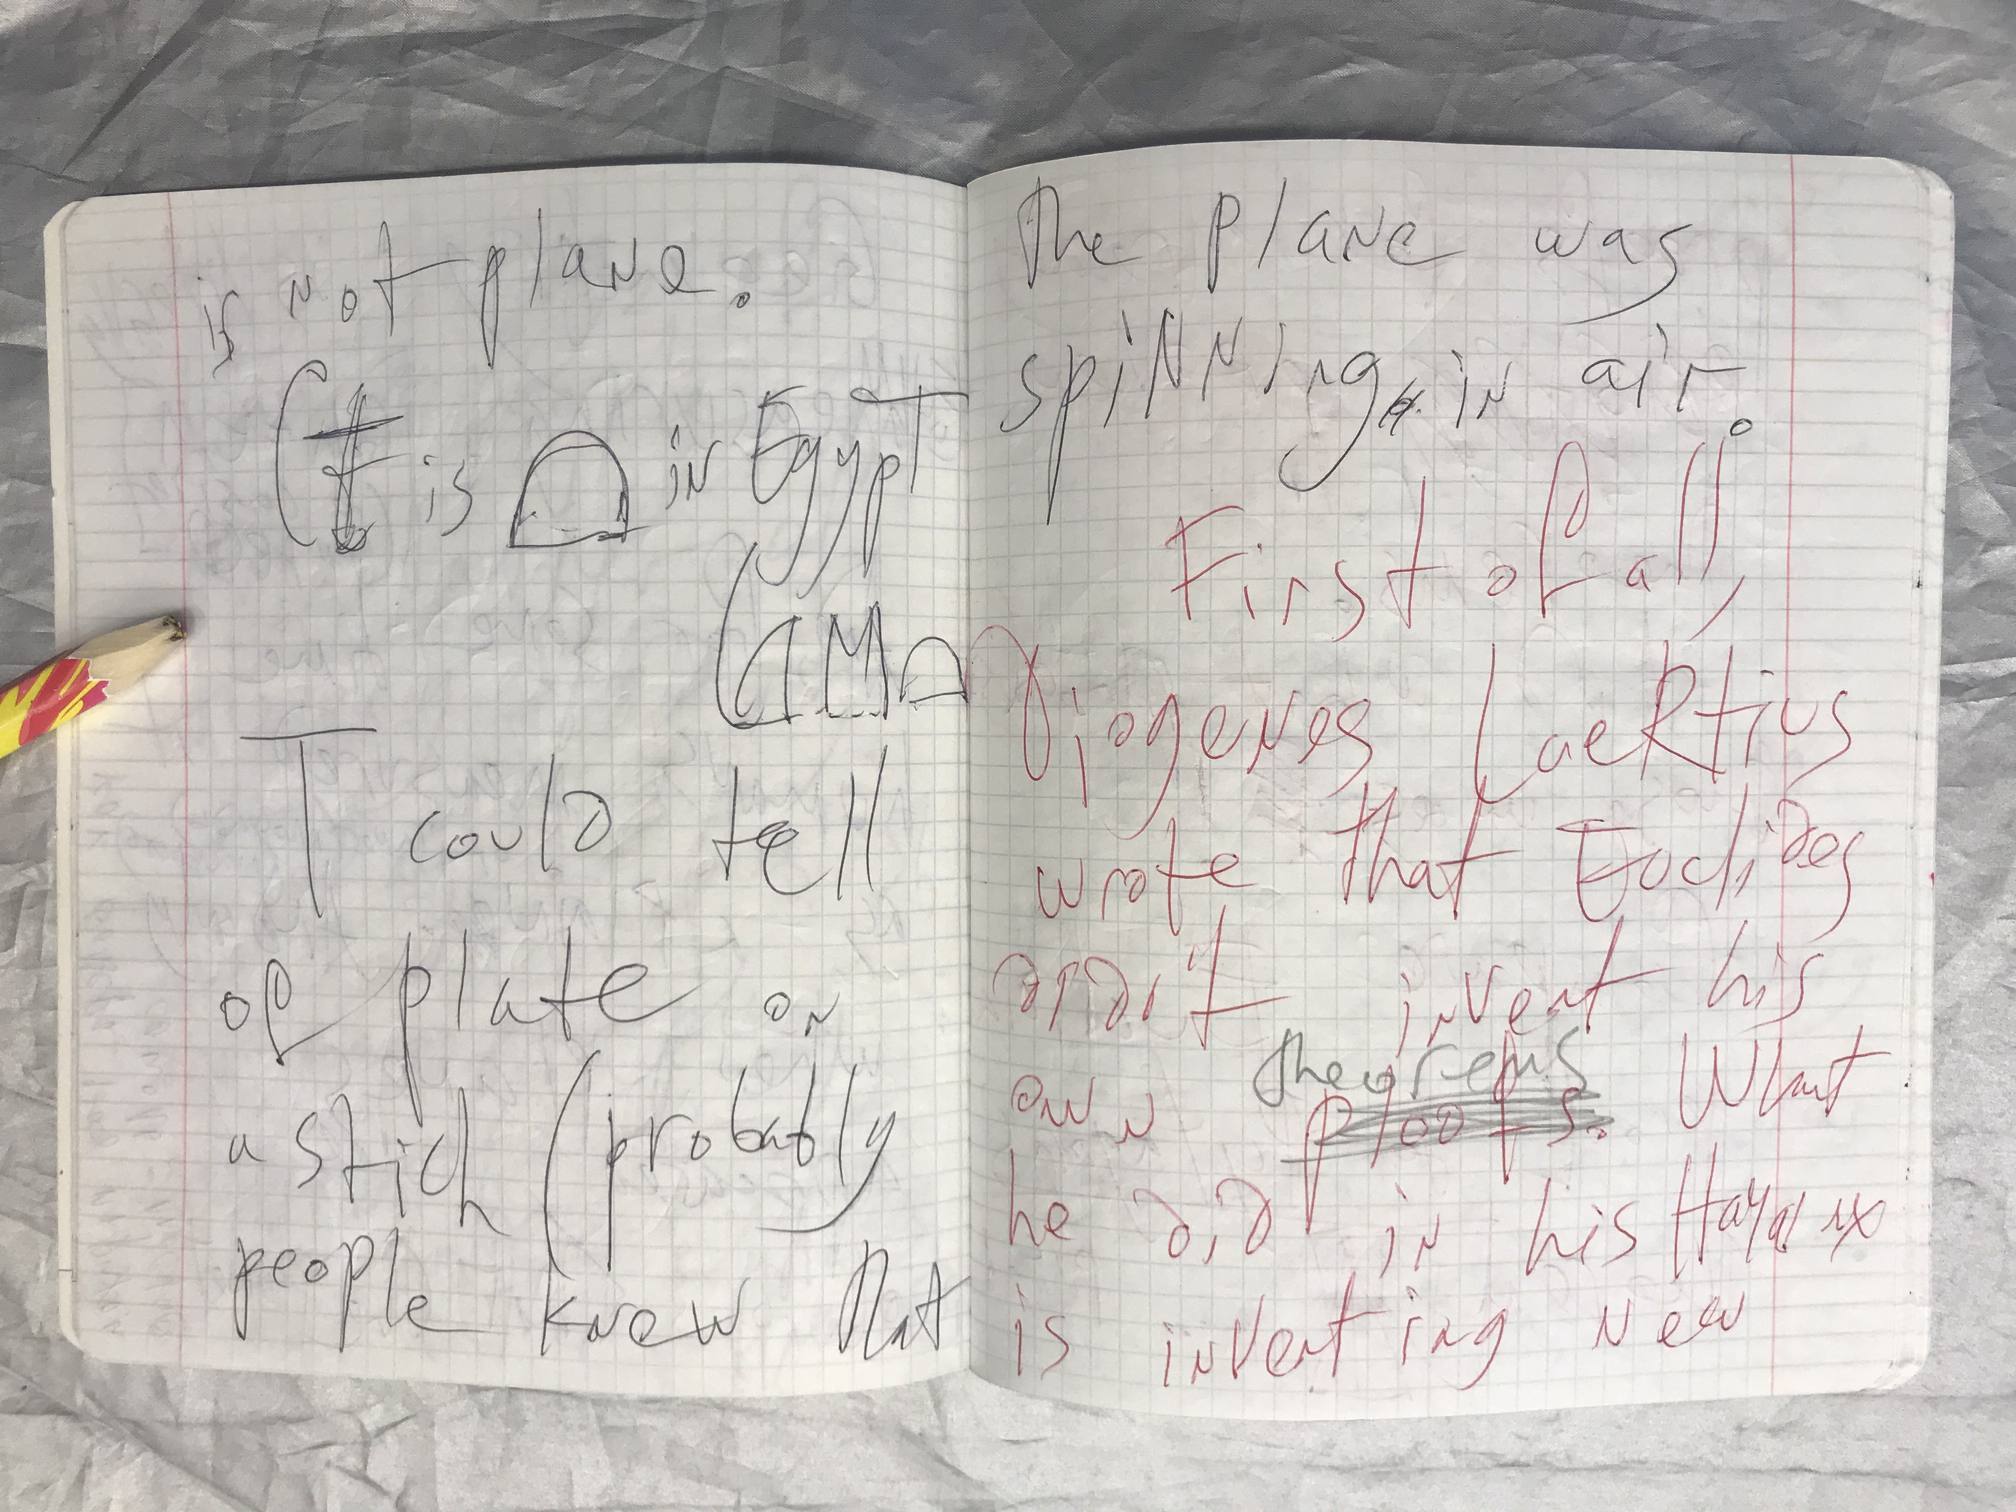 is not plane.
is in Egypt
I could tell
of plate on
a stick (probably
people knew that
The plane was
spinning in air.
First of all,
Diogenes Laertius
wrote that Euclides
didn't invent his
own theorems. What
he did in his
is inventing new